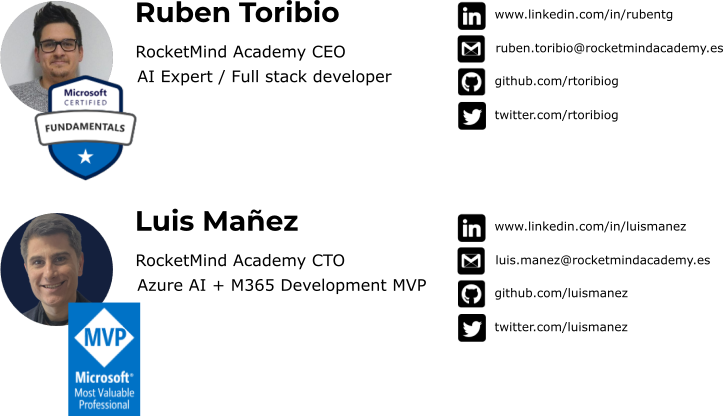 Ruben Toribio
RocketMind Academy CEO
AI Expert / Full stack developer
Microsoft
CERTIFIED
FUNDAMENTALS
www.linkedin.com/in/rubentg
ruben.toribio@rocketmindacademy.es
github.com/rtoribiog
twitter.com/rtoribiog
Luis Mañez
RocketMind Academy CTO
Azure AI + M365 Development MVP
MVP
Microsoft®
Most Valuable
Professional
in
www.linkedin.com/in/luismanez
luis.manez@rocketmindacademy.es
github.com/luismanez
twitter.com/luismanez